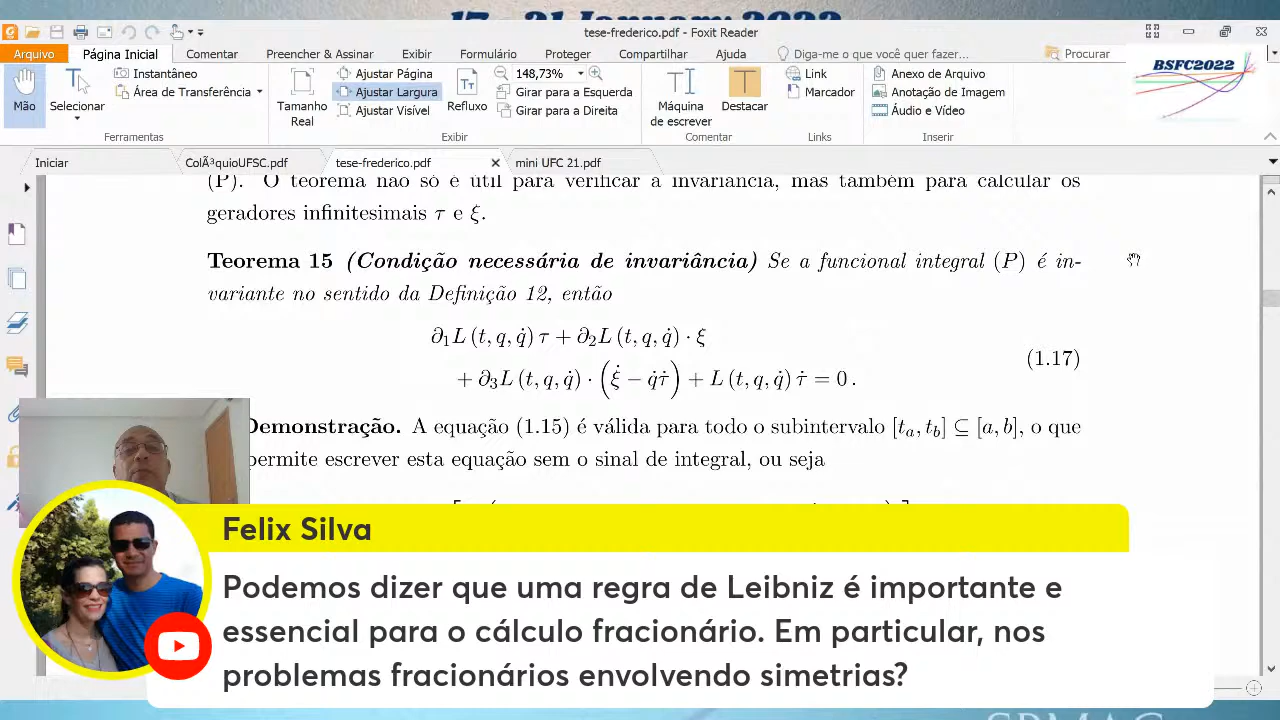 17 - 21 January 2022
tese-frederico.pdf - Foxit Reader
Arquivo Página Inicial Comentar Preencher & Assinar Exibir Formulário Proteger Compartilhar Ajuda Diga-me o que você quer fazer... Procurar
BSFC2022
Mão
Selecionar
Instantâneo
Área de Transferência
Ferramentas
Tamanho
Real
Ajustar Página
Ajustar Largura
Ajustar Visível
Refluxo
148,73%
Girar para a Esquerda
Girar para a Direita
Exibir
Máquina
de escrever
Destacar
Comentar
Link
Marcador
Links
Anexo de Arquivo
Anotação de Imagem
Áudio e Vídeo
Inserir
Iniciar ColÃ³quioUFSC.pdf tese-frederico.pdf mini UFC 21.pdf
(P). O teorema não só é útil para verificar a invariância, mas também para calcular os
geradores infinitesimais τ e ξ.
Teorema 15 (Condição necessária de invariância) Se a funcional integral (P) é in-
variante no sentido da Definição 12, então
∂₁L (t, q, q̇) τ + ∂₂L (t, q, q̇) · ξ
+ ∂₃L (t, q, q̇) · (ξ̇ − q̇τ̇) + L (t, q, q̇) τ̇ = 0 .
(1.17)
Demonstração. A equação (1.15) é válida para todo o subintervalo [tₐ, t_b] ⊆ [a, b], o que
permite escrever esta equação sem o sinal de integral, ou seja
Felix Silva
Podemos dizer que uma regra de Leibniz é importante e
essencial para o cálculo fracionário. Em particular, nos
problemas fracionários envolvendo simetrias?